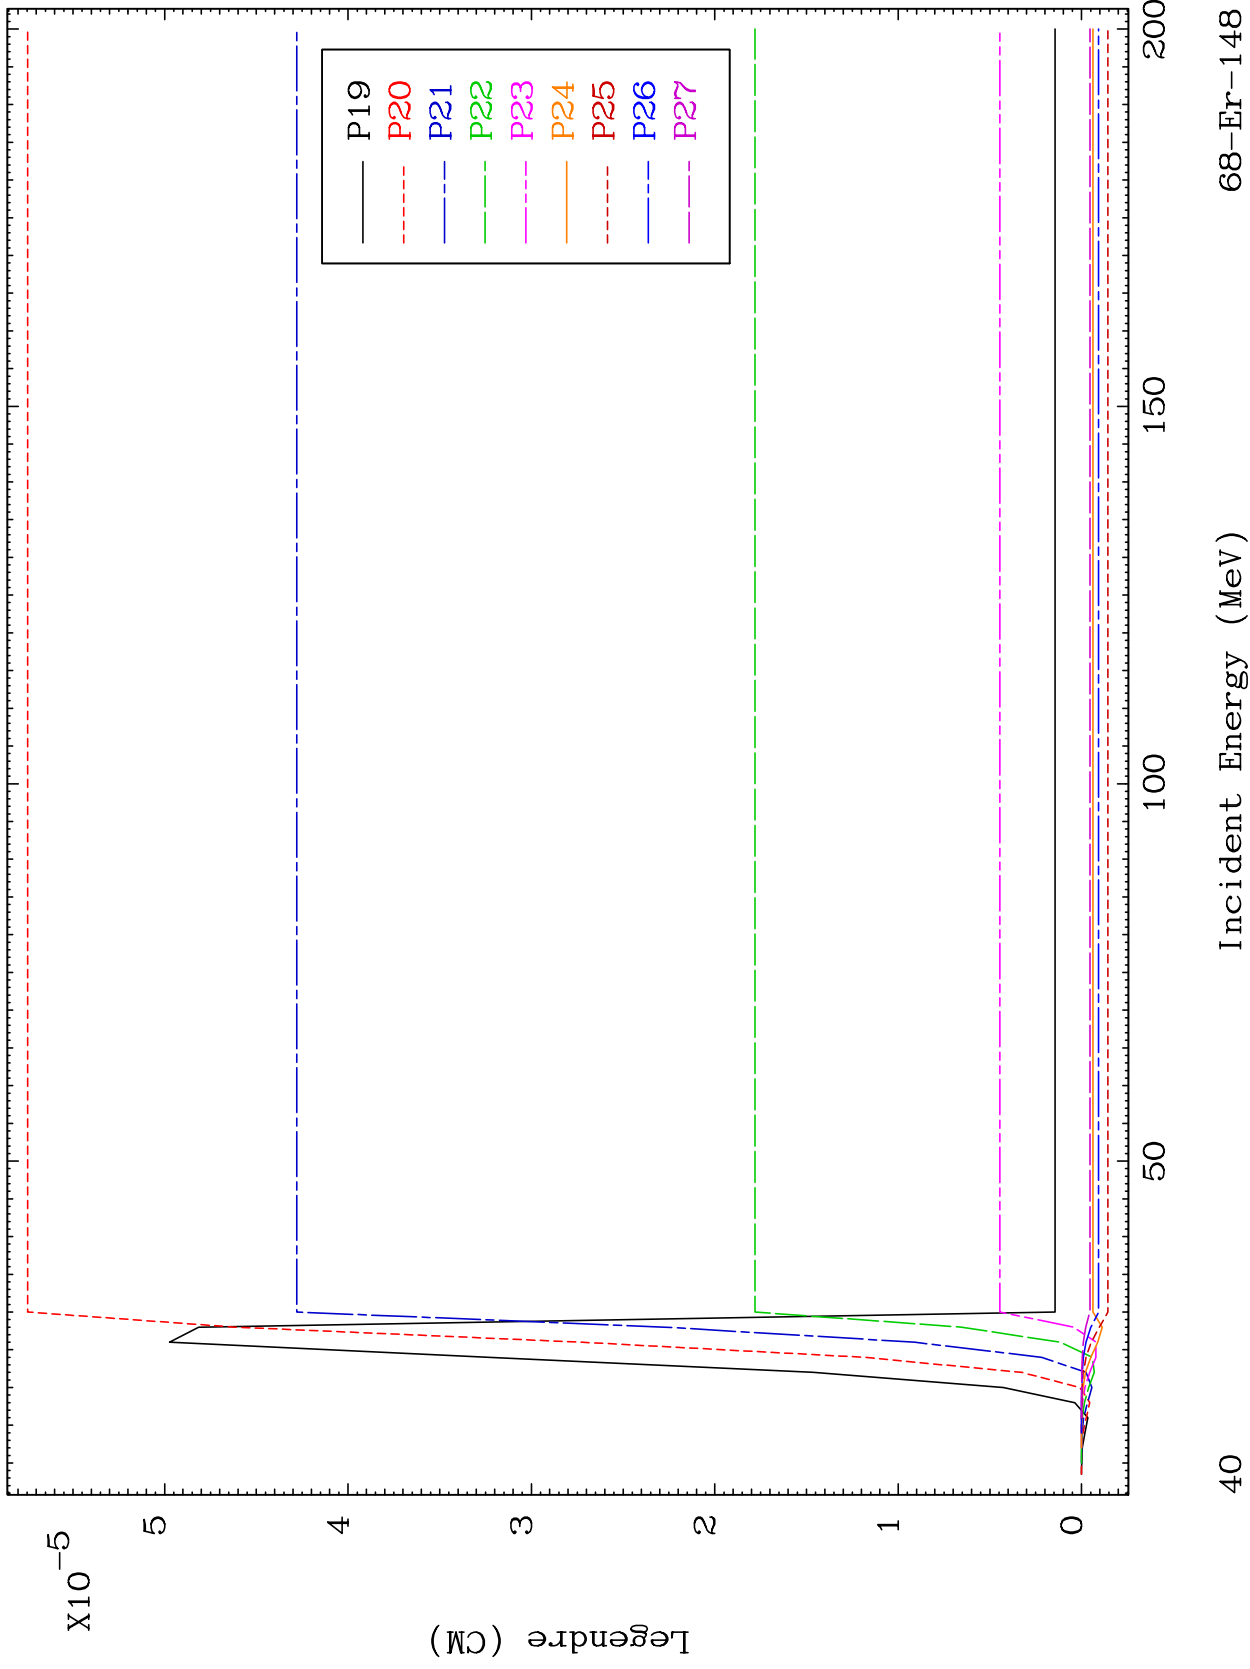 X10^-5
Legendre (CM)
5
4
3
2
1
0
P19
P20
P21
P22
P23
P24
P25
P26
P27
50
100
150
200
Incident Energy (MeV)
40
68-Er-148